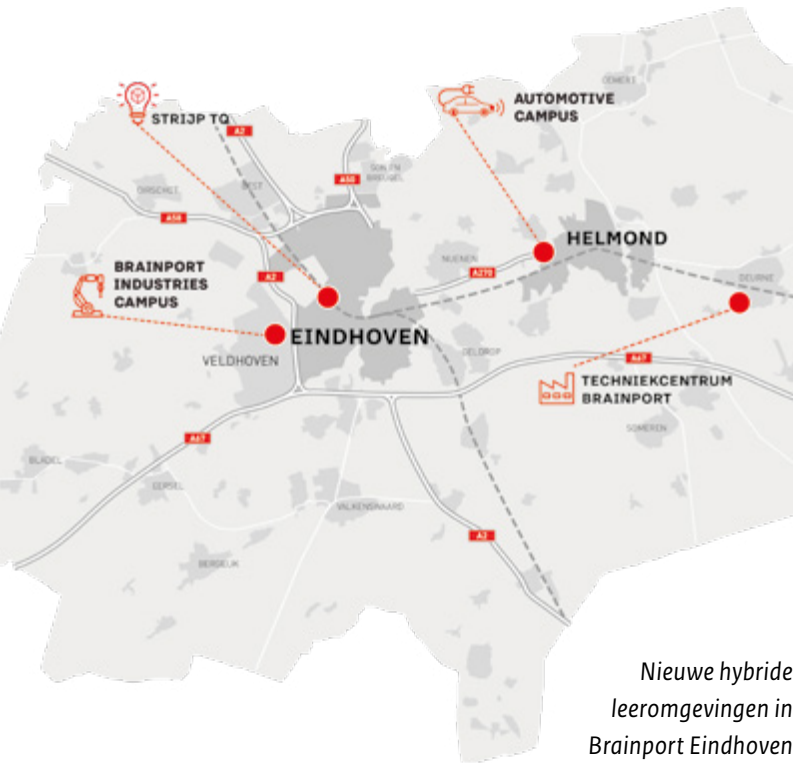 STRIJP TQ
A2
AUTOMOTIVE
CAMPUS
GEMERT
SON EN
BREUGEL
A50
BEST
OIRSCHOT
A58
HELMOND
NUENEN
A270
BRAINPORT
INDUSTRIES
CAMPUS
A2
DEURNE
EINDHOVEN
VELDHOVEN
GELDROP
A67
TECHNIEKCENTRUM
BRAINPORT
SOMEREN
A67
BLADEL
EERSEL
VALKENSWAARD
A2
BERGEIJK
Nieuwe hybride
leeromgevingen in
Brainport Eindhoven